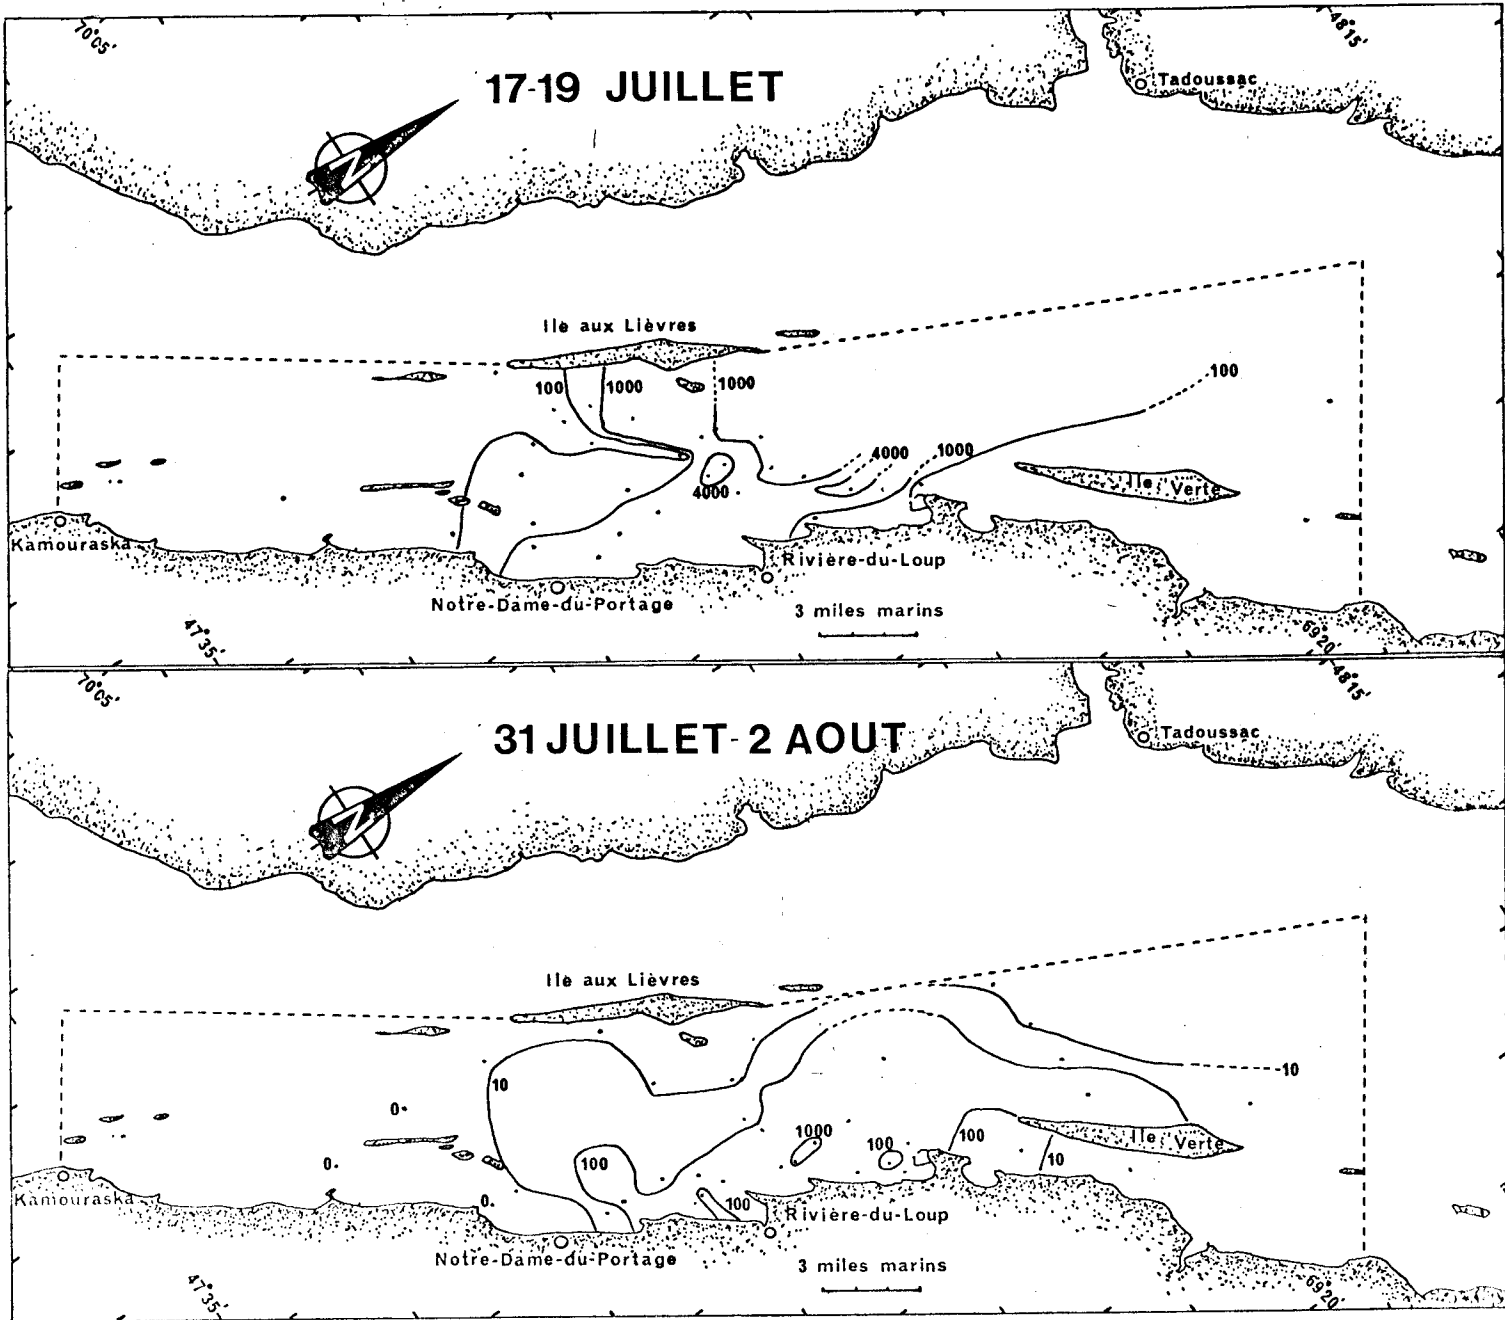 70°05'
17-19 JUILLET
48°15'
Tadoussac
N
Ile aux Lièvres
100
1000
1000
100
4000
4000
1000
Ile Verte
Kamouraska
Rivière-du-Loup
Notre-Dame-du-Portage
3 miles marins
47°35'
69°20'
70°05'
31 JUILLET-2 AOUT
48°15'
Tadoussac
N
Ile aux Lièvres
10
10
0
0
0
100
1000
100
100
10
100
Ile Verte
Kamouraska
Rivière-du-Loup
Notre-Dame-du-Portage
3 miles marins
47°35'
69°20'